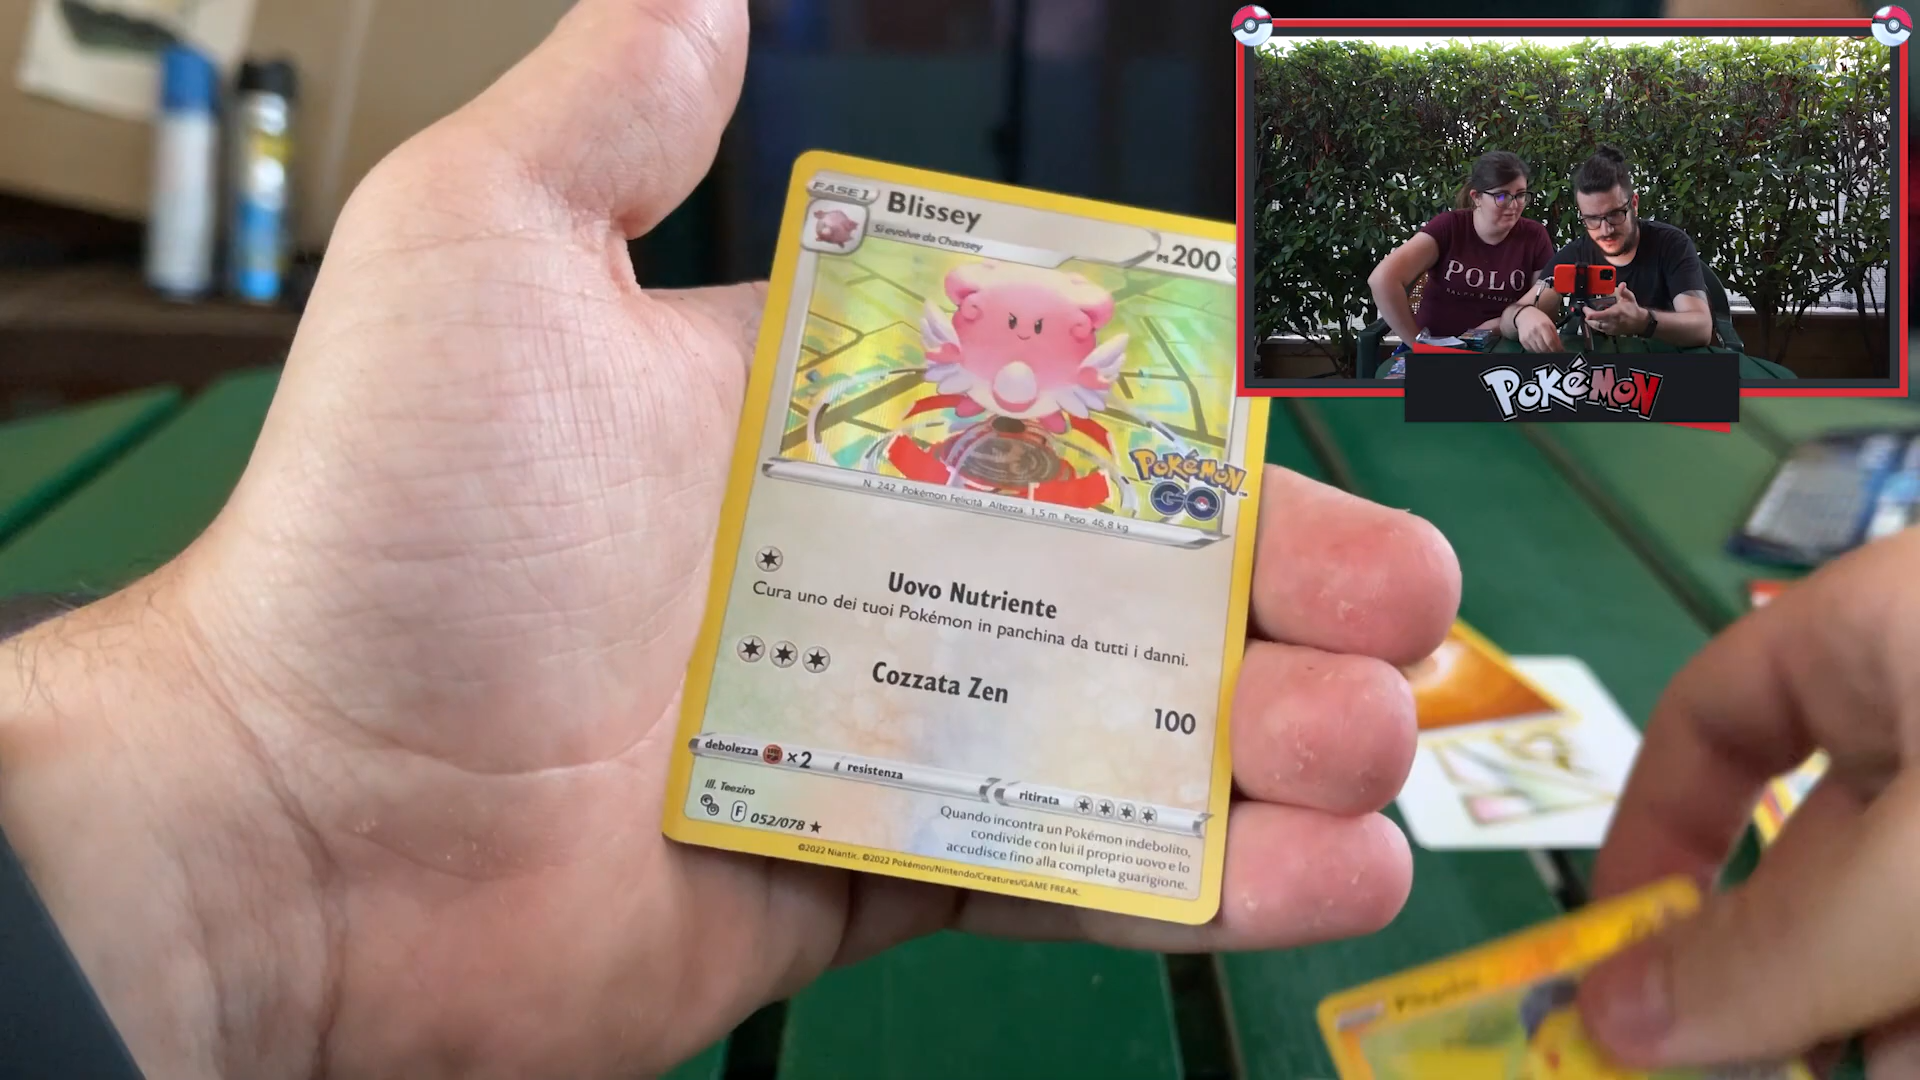 FASE 1
Blissey
Si evolve da Chansey
PS 200
POKéMON
GO
N. 242 Pokémon Felicità Altezza: 1,5 m Peso: 46,8 kg
Uovo Nutriente
Cura uno dei tuoi Pokémon in panchina da tutti i danni.
Cozzata Zen
100
debolezza ×2 resistenza ritirata
Ill. Teeziro
F 052/078 ★
Quando incontra un Pokémon indebolito,
condivide con lui il proprio uovo e lo
accudisce fino alla completa guarigione.
©2022 Niantic. ©2022 Pokémon/Nintendo/Creatures/GAME FREAK.
POLO
POKéMON